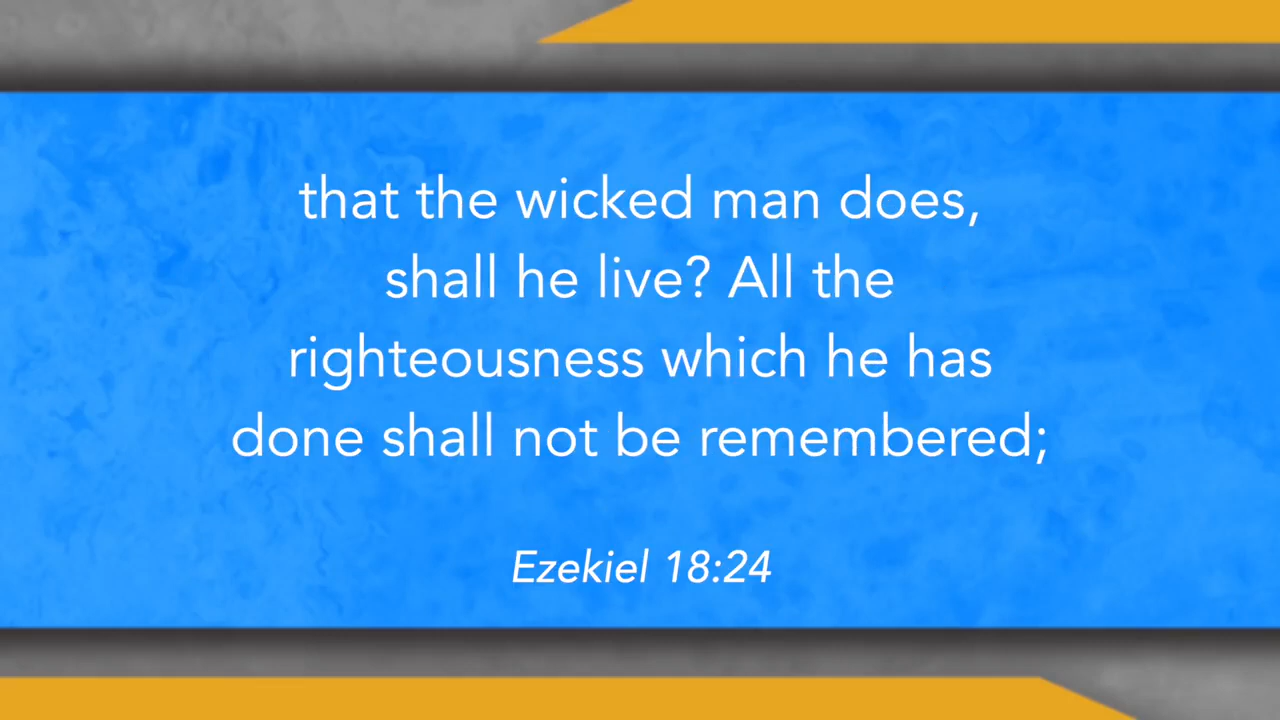 that the wicked man does,
shall he live? All the
righteousness which he has
done shall not be remembered;
Ezekiel 18:24